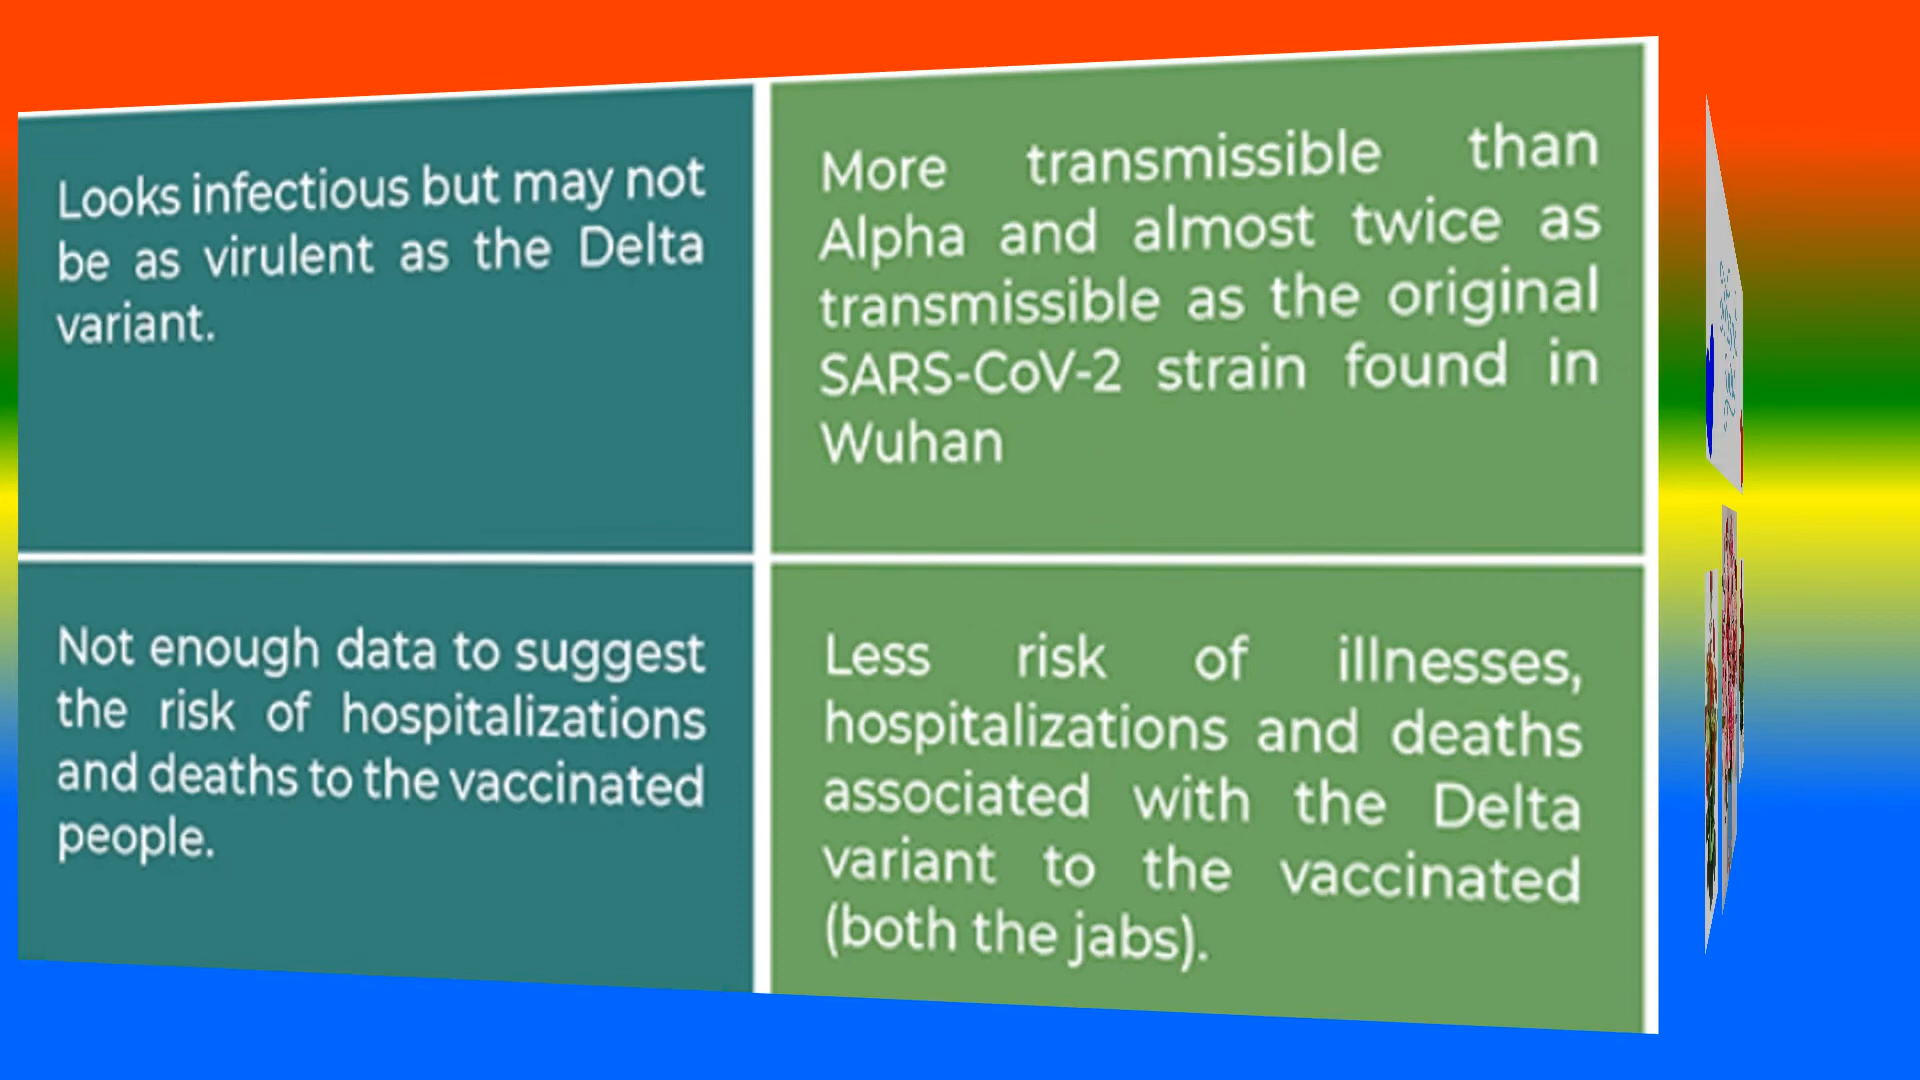 Looks infectious but may not
be as virulent as the Delta
variant.
More transmissible than
Alpha and almost twice as
transmissible as the original
SARS-CoV-2 strain found in
Wuhan
Not enough data to suggest
the risk of hospitalizations
and deaths to the vaccinated
people.
Less risk of illnesses,
hospitalizations and deaths
associated with the Delta
variant to the vaccinated
(both the jabs).